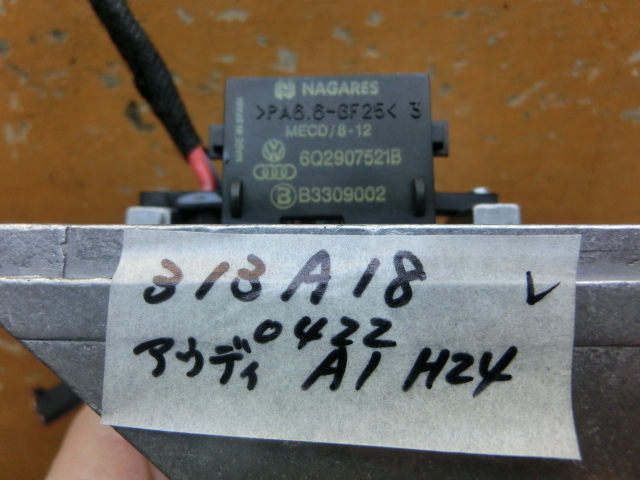 NAGARES
>PA6.6-GF25< 3
MECD/8-12
MADE IN SPAIN
6Q2907521B
B B3309002
313A18 レ
0422
アウディ A1 H24